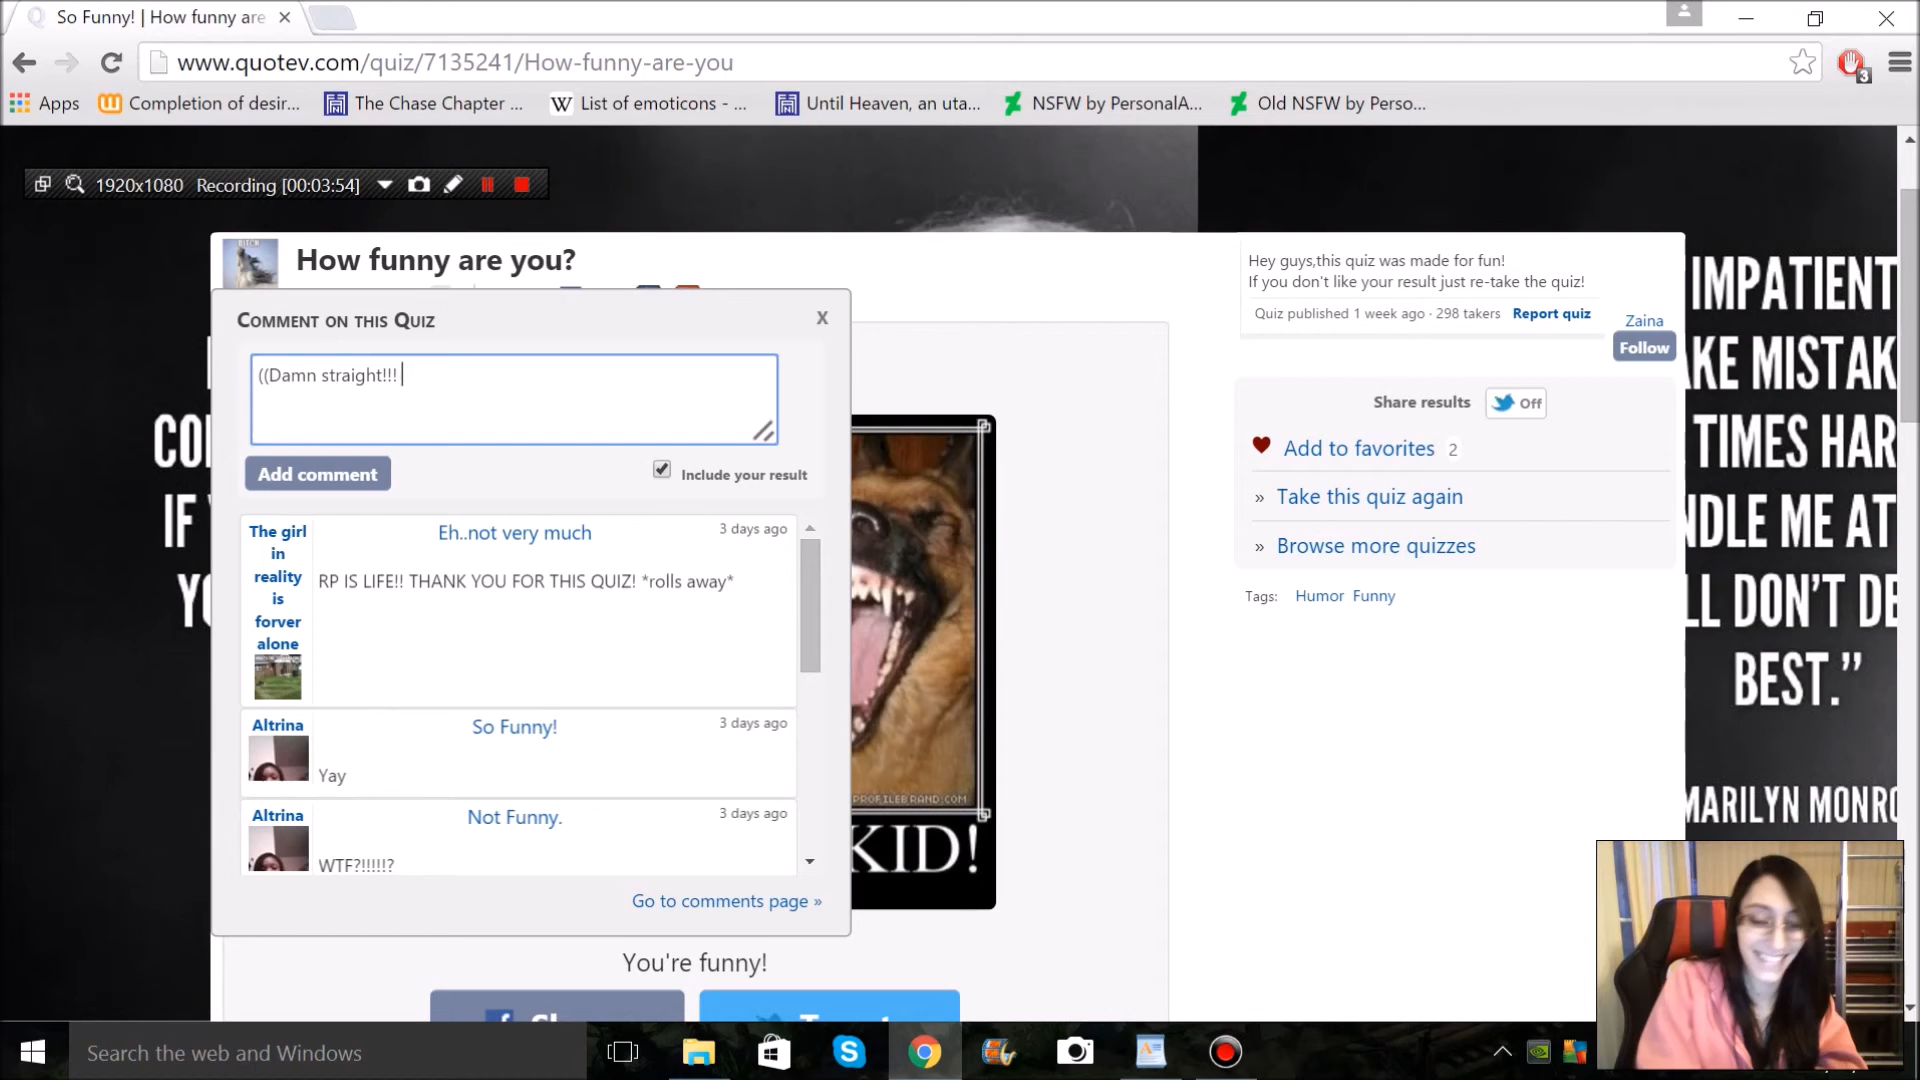 So Funny! | How funny are
www.quotev.com/quiz/7135241/How-funny-are-you
3
Apps
Completion of desir...
The Chase Chapter ...
W List of emoticons - ...
Until Heaven, an uta...
NSFW by PersonalA...
Old NSFW by Perso...
1920x1080 Recording [00:03:54]
How funny are you?
Comment on this Quiz
X
((Damn straight!!!
Add comment
Include your result
The girl in reality is forver alone
Eh..not very much
3 days ago
RP IS LIFE!! THANK YOU FOR THIS QUIZ! *rolls away*
Altrina
So Funny!
3 days ago
Yay
Altrina
Not Funny.
3 days ago
WTF?!!!!!?
Go to comments page »
PROFILEBRAND.COM
KID!
You're funny!
Hey guys,this quiz was made for fun!
If you don't like your result just re-take the quiz!
Quiz published 1 week ago · 298 takers Report quiz
Zaina
Follow
Share results
Off
Add to favorites 2
» Take this quiz again
» Browse more quizzes
Tags: Humor Funny
IMPATIENT
AKE MISTAK
TIMES HAR
NDLE ME AT
LL DON'T DE
BEST.”
MARILYN MONRO
COI
IF
YO
Search the web and Windows